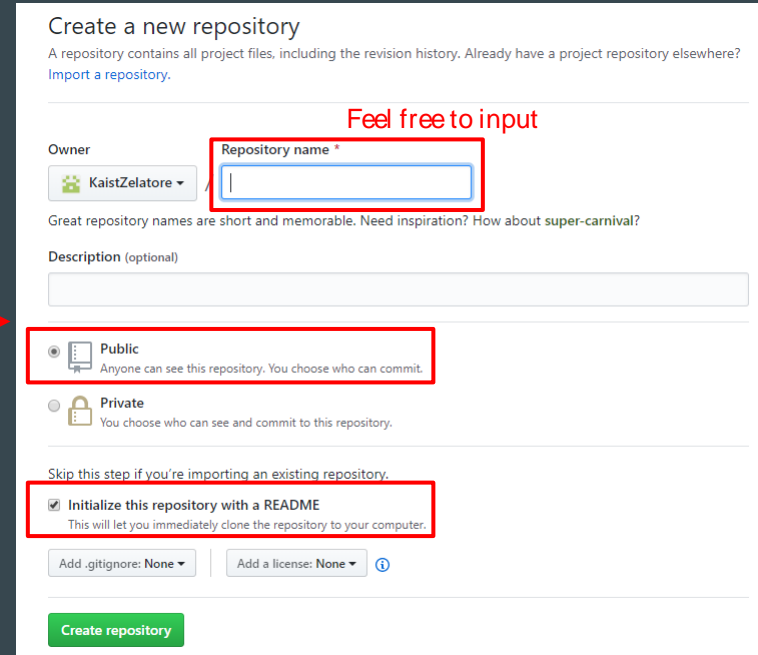 Create a new repository
A repository contains all project files, including the revision history. Already have a project repository elsewhere?
Import a repository.
Feel free to input
Owner
Repository name *
KaistZelatore
/
Great repository names are short and memorable. Need inspiration? How about super-carnival?
Description (optional)
Public
Anyone can see this repository. You choose who can commit.
Private
You choose who can see and commit to this repository.
Skip this step if you're importing an existing repository.
Initialize this repository with a README
This will let you immediately clone the repository to your computer.
Add .gitignore: None
Add a license: None
Create repository